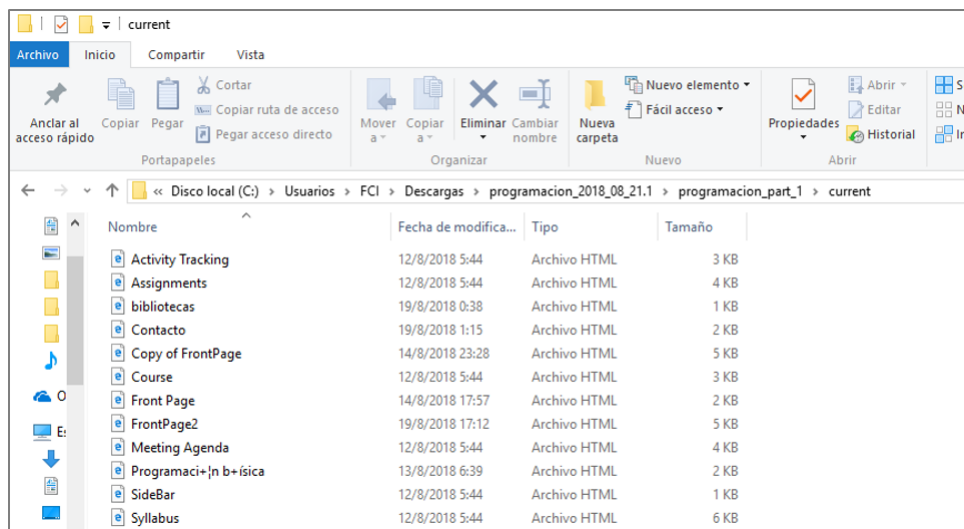 current
Archivo Inicio Compartir Vista
Anclar al acceso rápido
Copiar
Pegar
Cortar
Copiar ruta de acceso
Pegar acceso directo
Portapapeles
Mover a
Copiar a
Eliminar
Cambiar nombre
Organizar
Nueva carpeta
Nuevo elemento
Fácil acceso
Nuevo
Propiedades
Abrir
Editar
Historial
Abrir
S
N
In
« Disco local (C:) > Usuarios > FCI > Descargas > programacion_2018_08_21.1 > programacion_part_1 > current
Nombre Fecha de modifica... Tipo Tamaño
Activity Tracking 12/8/2018 5:44 Archivo HTML 3 KB
Assignments 12/8/2018 5:44 Archivo HTML 4 KB
bibliotecas 19/8/2018 0:38 Archivo HTML 1 KB
Contacto 19/8/2018 1:15 Archivo HTML 2 KB
Copy of FrontPage 14/8/2018 23:28 Archivo HTML 5 KB
Course 12/8/2018 5:44 Archivo HTML 3 KB
O
Front Page 14/8/2018 17:57 Archivo HTML 2 KB
FrontPage2 19/8/2018 17:12 Archivo HTML 5 KB
Es
Meeting Agenda 12/8/2018 5:44 Archivo HTML 4 KB
Programaci+¦n b+ísica 13/8/2018 6:39 Archivo HTML 2 KB
SideBar 12/8/2018 5:44 Archivo HTML 1 KB
Syllabus 12/8/2018 5:44 Archivo HTML 6 KB